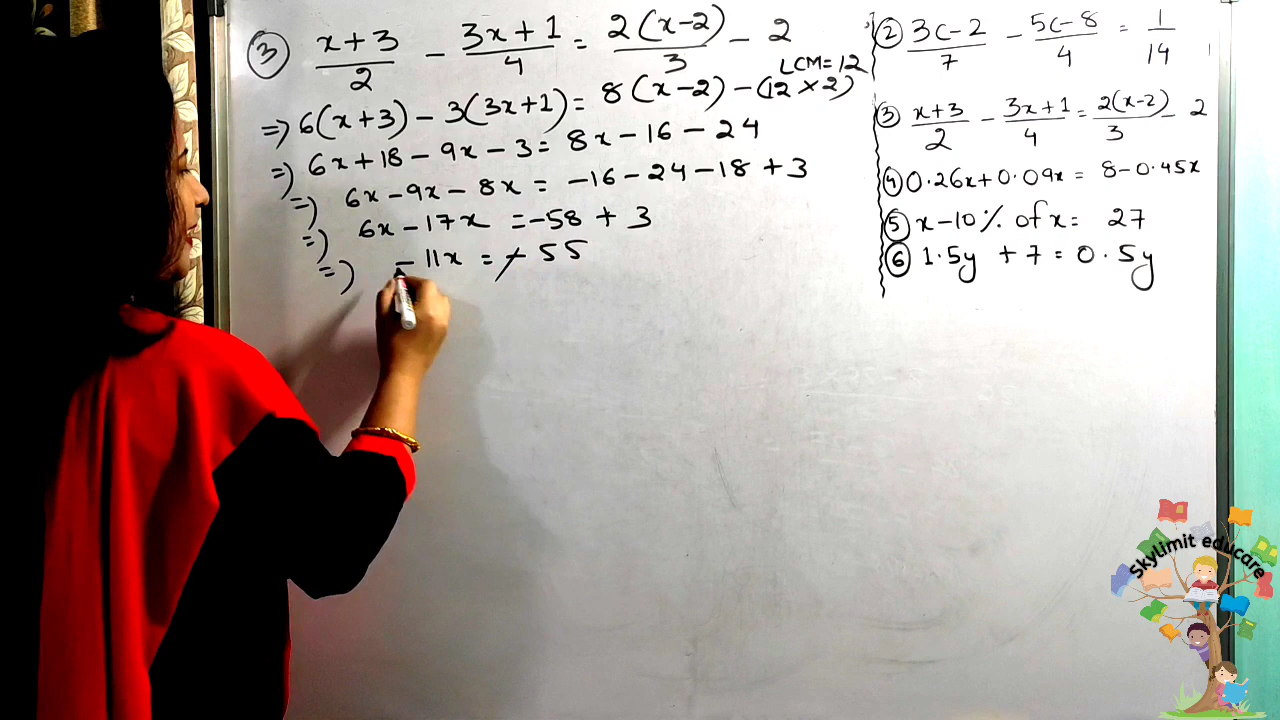 ③ x+3/2 - 3x+1/4 = 2(x-2)/3 - 2
LCM=12
=) 6(x+3) - 3(3x+1) = 8(x-2) - (12×2)
=) 6x+18-9x-3 = 8x-16-24
=) 6x-9x-8x = -16-24-18+3
=) 6x-17x = -58+3
=) -11x = -55
② 3c-2/7 - 5c-8/4 = 1/14
③ x+3/2 - 3x+1/4 = 2(x-2)/3 - 2
④ 0.26x+0.09x = 8-0.45x
⑤ x-10% of x = 27
⑥ 1.5y + 7 = 0.5y
Skylimit educare